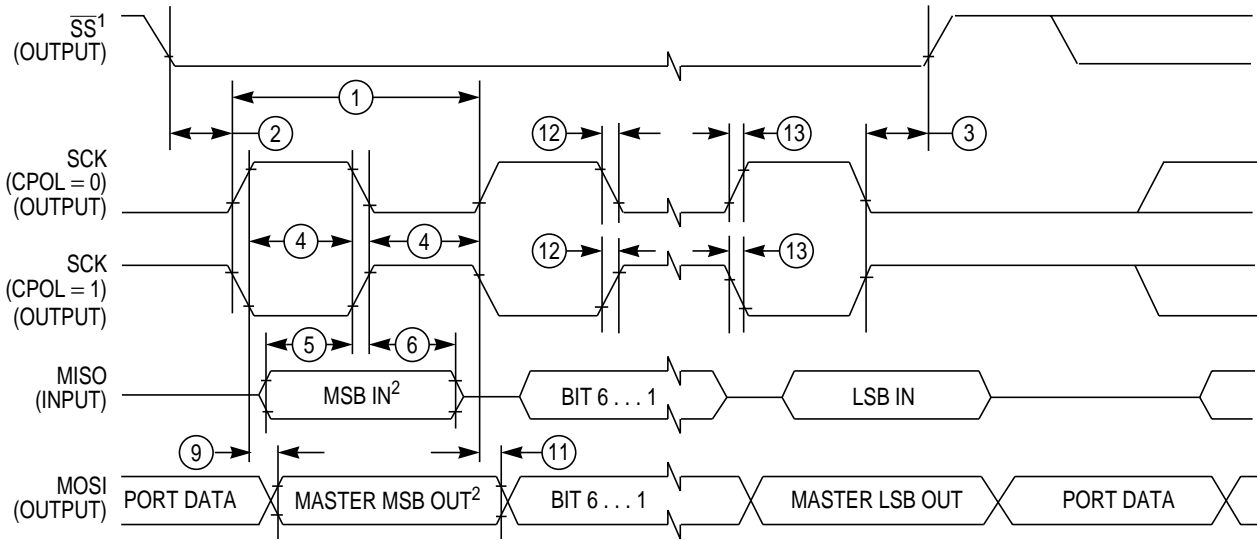 SS¹
(OUTPUT)
1
2
12
13
3
SCK
(CPOL = 0)
(OUTPUT)
4
4
12
13
SCK
(CPOL = 1)
(OUTPUT)
5
6
MISO
(INPUT)
MSB IN²
BIT 6 . . . 1
LSB IN
9
11
MOSI
(OUTPUT)
PORT DATA
MASTER MSB OUT²
BIT 6 . . . 1
MASTER LSB OUT
PORT DATA